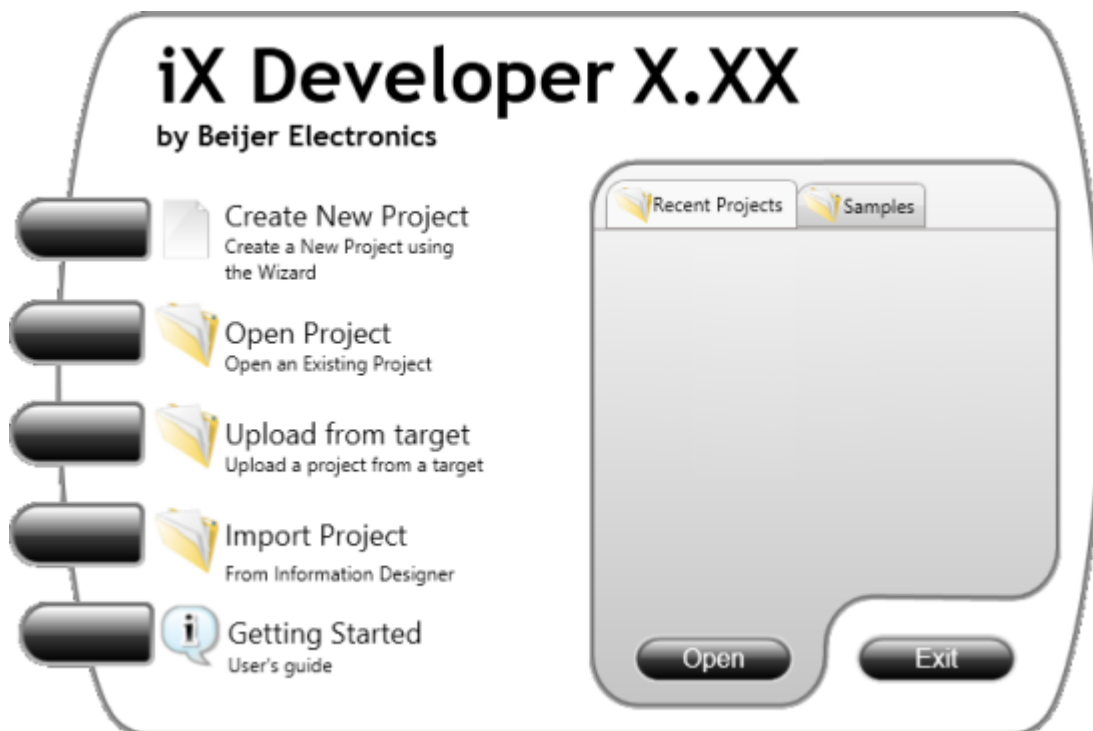 iX Developer X.XX
by Beijer Electronics
Create New Project
Create a New Project using
the Wizard
Open Project
Open an Existing Project
Upload from target
Upload a project from a target
Import Project
From Information Designer
Getting Started
User's guide
Recent Projects
Samples
Open
Exit